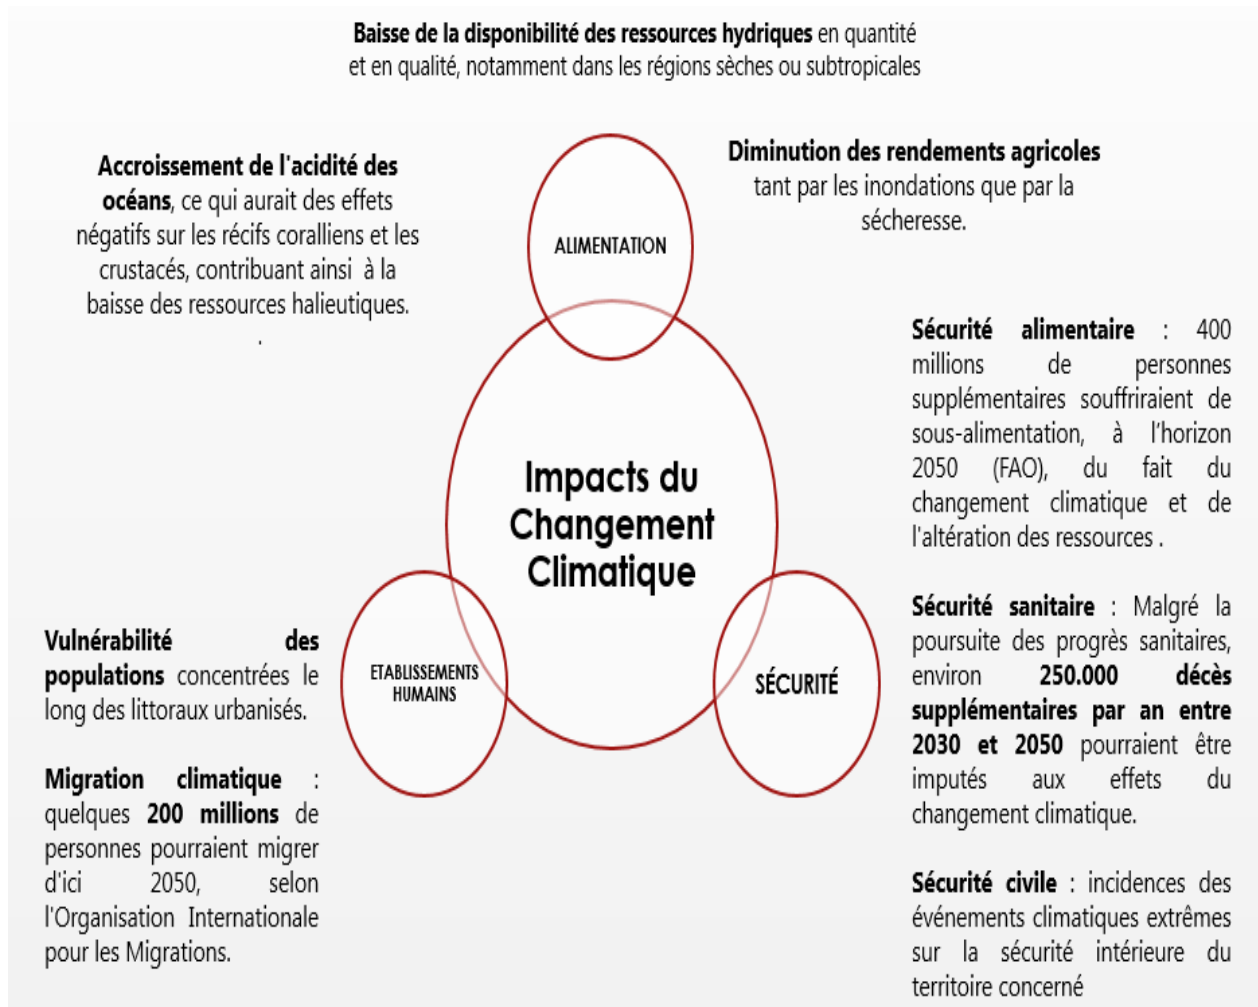 Baisse de la disponibilité des ressources hydriques en quantité
et en qualité, notamment dans les régions sèches ou subtropicales
Accroissement de l'acidité des
océans, ce qui aurait des effets
négatifs sur les récifs coralliens et les
crustacés, contribuant ainsi à la
baisse des ressources halieutiques.
.
Diminution des rendements agricoles
tant par les inondations que par la
sécheresse.
ALIMENTATION
Impacts du
Changement
Climatique
ETABLISSEMENTS
HUMAINS
SÉCURITÉ
Vulnérabilité des
populations concentrées le
long des littoraux urbanisés.
Migration climatique :
quelques 200 millions de
personnes pourraient migrer
d'ici 2050, selon
l'Organisation Internationale
pour les Migrations.
Sécurité alimentaire : 400
millions de personnes
supplémentaires souffriraient de
sous-alimentation, à l'horizon
2050 (FAO), du fait du
changement climatique et de
l'altération des ressources .
Sécurité sanitaire : Malgré la
poursuite des progrès sanitaires,
environ 250.000 décès
supplémentaires par an entre
2030 et 2050 pourraient être
imputés aux effets du
changement climatique.
Sécurité civile : incidences des
événements climatiques extrêmes
sur la sécurité intérieure du
territoire concerné